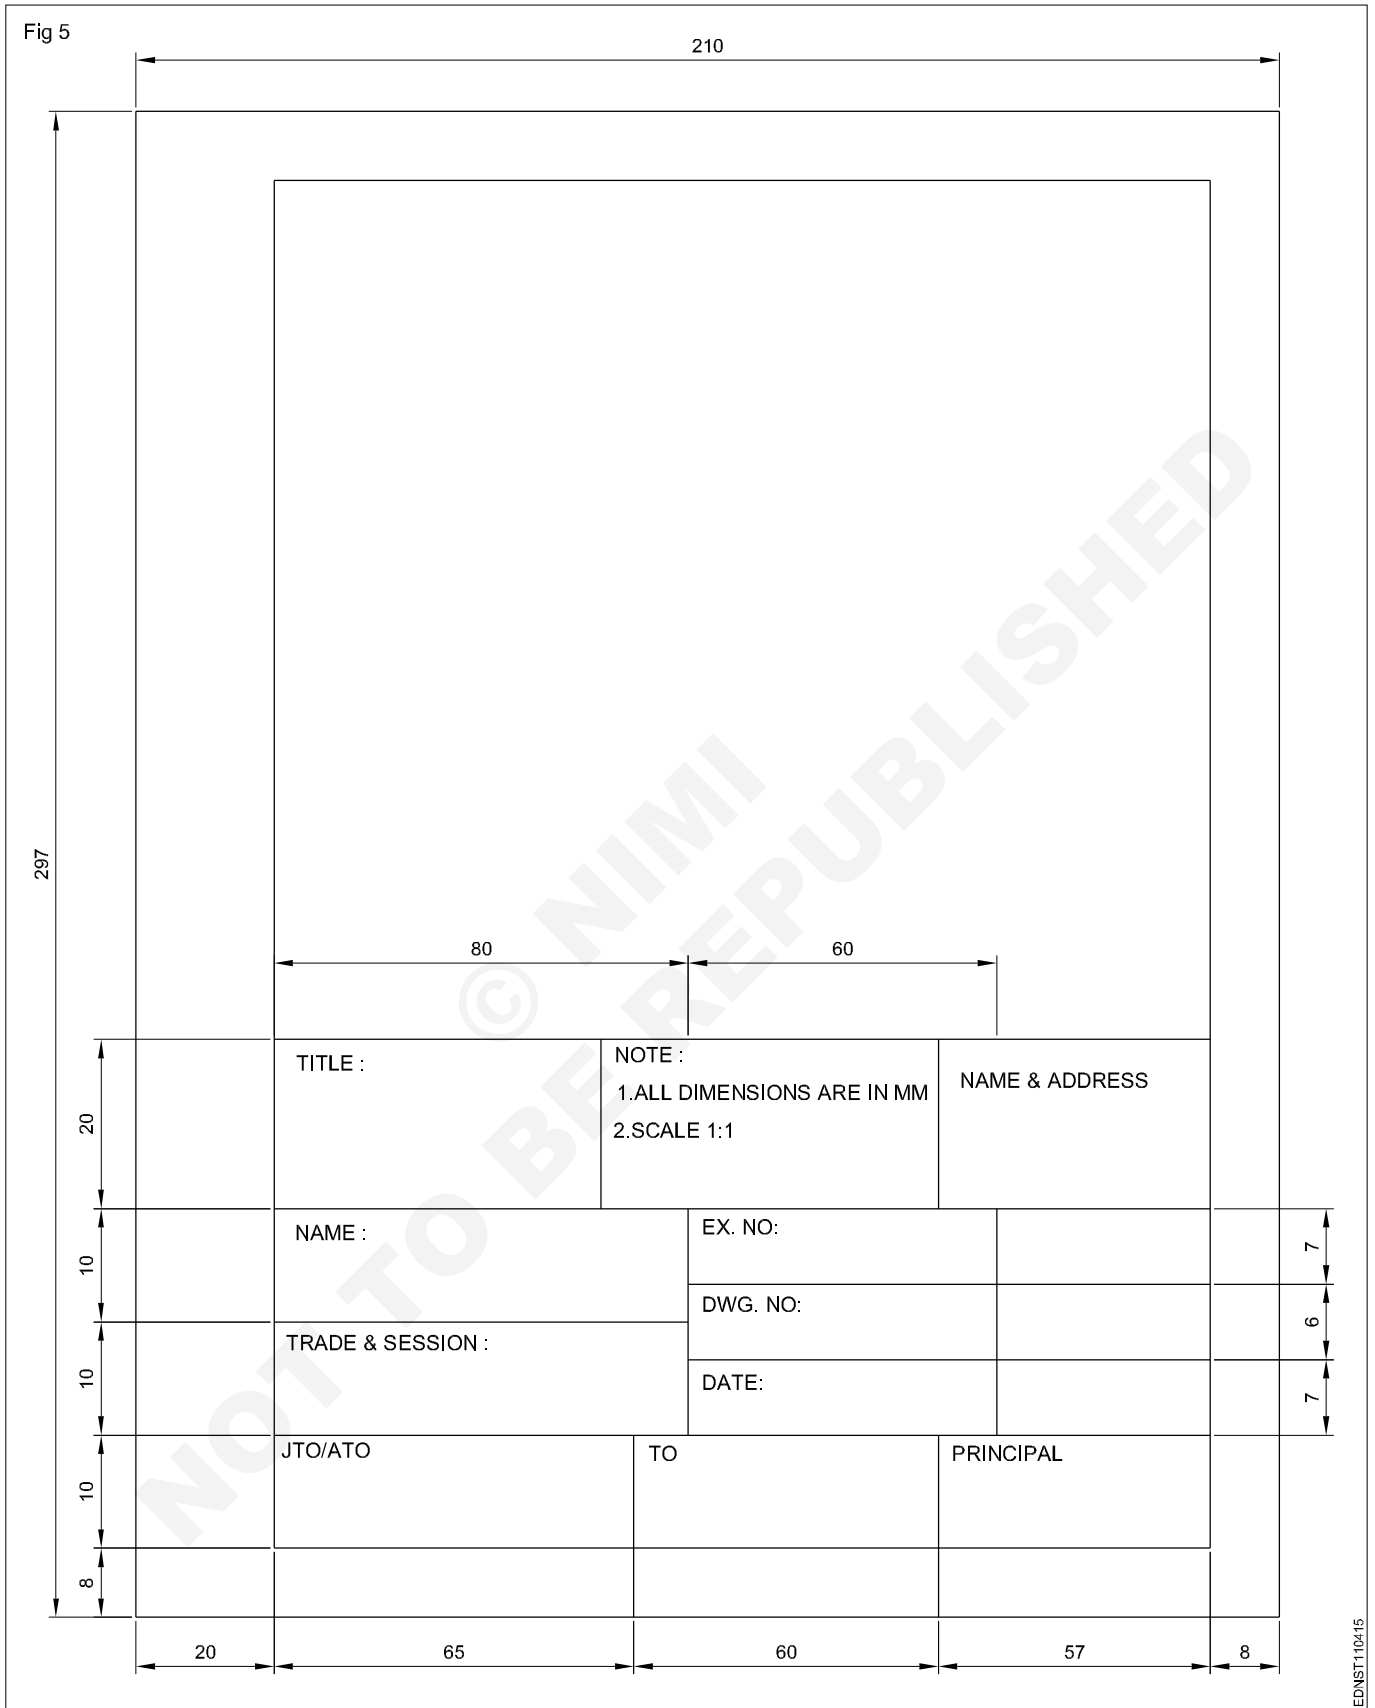 Fig 5
210
297
80
60
TITLE :
NOTE :
1.ALL DIMENSIONS ARE IN MM
2.SCALE 1:1
NAME & ADDRESS
20
NAME :
EX. NO:
7
10
DWG. NO:
6
TRADE & SESSION :
10
DATE:
7
JTO/ATO
TO
PRINCIPAL
10
8
20
65
60
57
8
EDNST110415
© NIMI
NOT TO BE REPUBLISHED